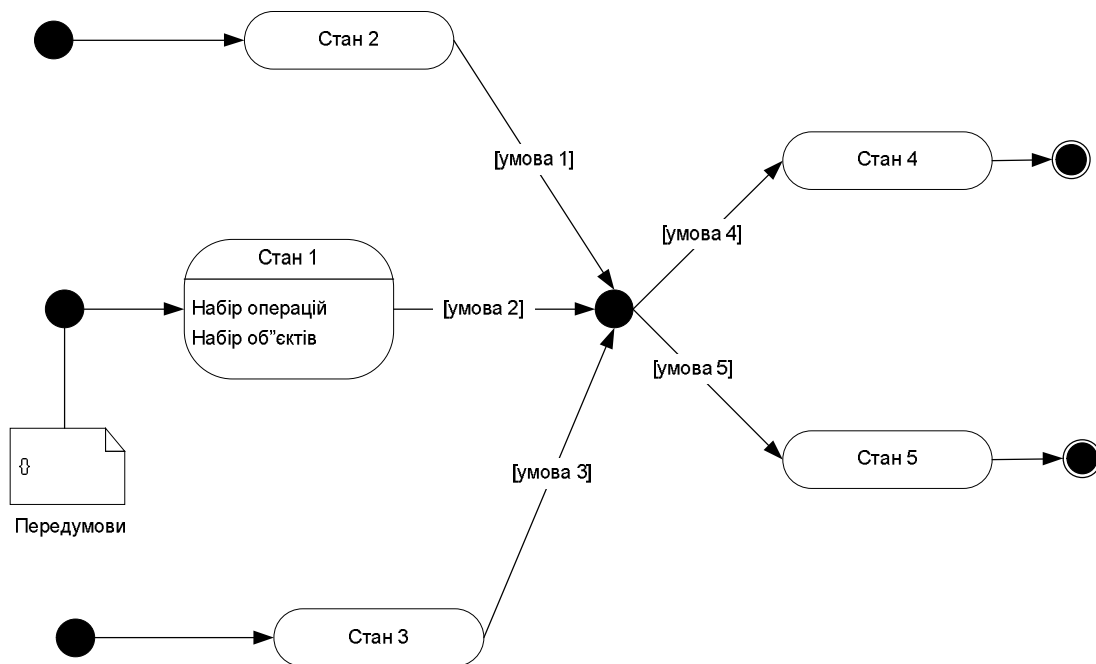 Стан 2
[умова 1]
Стан 4
[умова 4]
Стан 1
Набір операцій
Набір об”єктів
[умова 2]
[умова 5]
{}
Стан 5
[умова 3]
Передумови
Стан 3